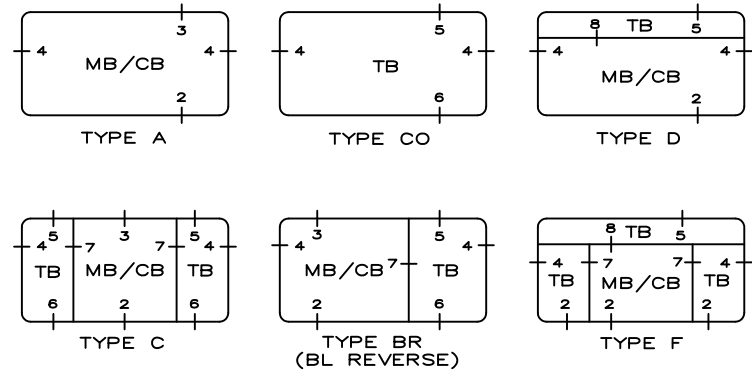 3
4 MB/CB 4
2
TYPE A
5
4 TB 4
6
TYPE CO
8 TB 5
4 MB/CB 4
2
TYPE D
5 3 5
4 7 7 4
TB MB/CB TB
6 2 6
TYPE C
3 5
4 4
MB/CB 7 TB
2 6
TYPE BR
(BL REVERSE)
8 TB 5
4 7 7 4
TB MB/CB TB
2 2 2
TYPE F